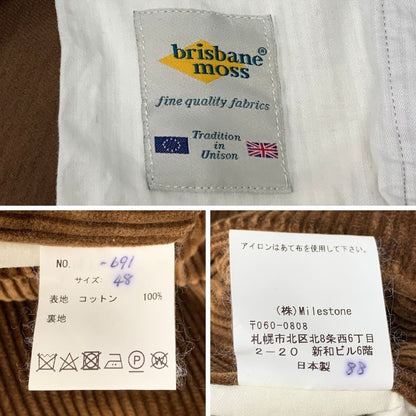 brisbane®
moss
fine quality fabrics
Tradition
in
Unison
NO. -691
サイズ: 48
表地 コットン 100%
裏地
アイロンはあて布を使用して下さい。
(株)Milestone
〒060-0808
札幌市北区北8条西6丁目
2-20 新和ビル6階
日本製 88